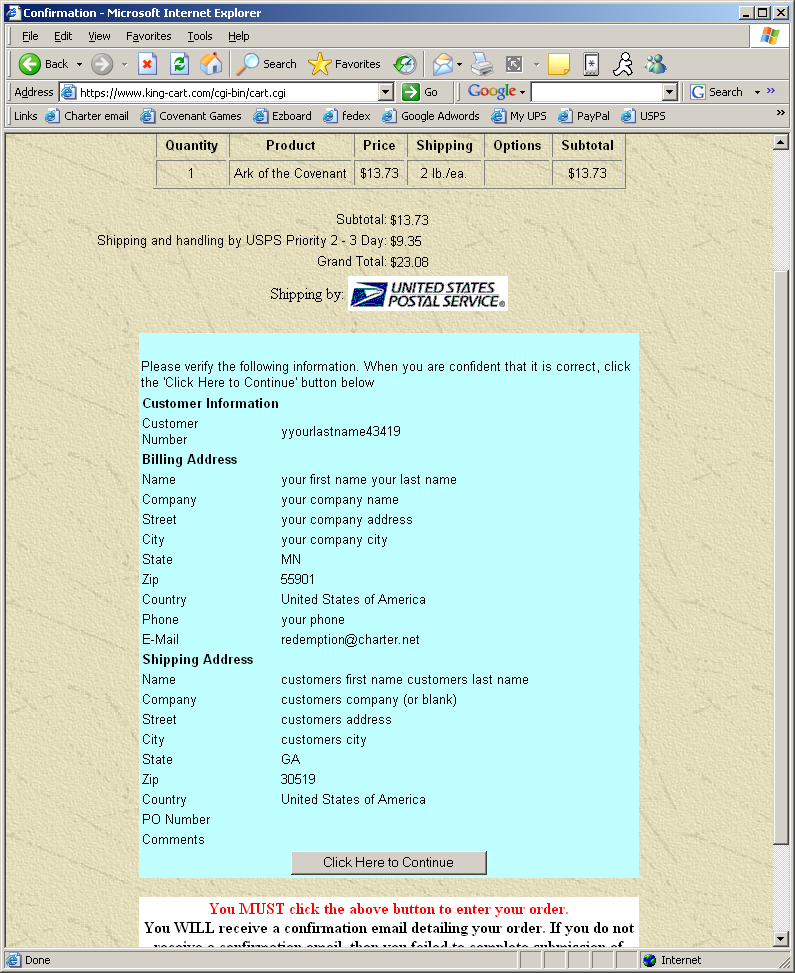 Confirmation - Microsoft Internet Explorer
File Edit View Favorites Tools Help
Back Search Favorites
Address https://www.king-cart.com/cgi-bin/cart.cgi Go Google Search »
Links Charter email Covenant Games Ezboard fedex Google Adwords My UPS PayPal USPS »
Quantity Product Price Shipping Options Subtotal
1 Ark of the Covenant $13.73 2 lb./ea. $13.73
Subtotal: $13.73
Shipping and handling by USPS Priority 2 - 3 Day: $9.35
Grand Total: $23.08
Shipping by: UNITED STATES
POSTAL SERVICE®
Please verify the following information. When you are confident that it is correct, click
the 'Click Here to Continue' button below
Customer Information
Customer
Number yyourlastname43419
Billing Address
Name your first name your last name
Company your company name
Street your company address
City your company city
State MN
Zip 55901
Country United States of America
Phone your phone
E-Mail redemption@charter.net
Shipping Address
Name customers first name customers last name
Company customers company (or blank)
Street customers address
City customers city
State GA
Zip 30519
Country United States of America
PO Number
Comments
Click Here to Continue
You MUST click the above button to enter your order.
You WILL receive a confirmation email detailing your order. If you do not
receive a confirmation email, then you failed to complete submission of
Done Internet